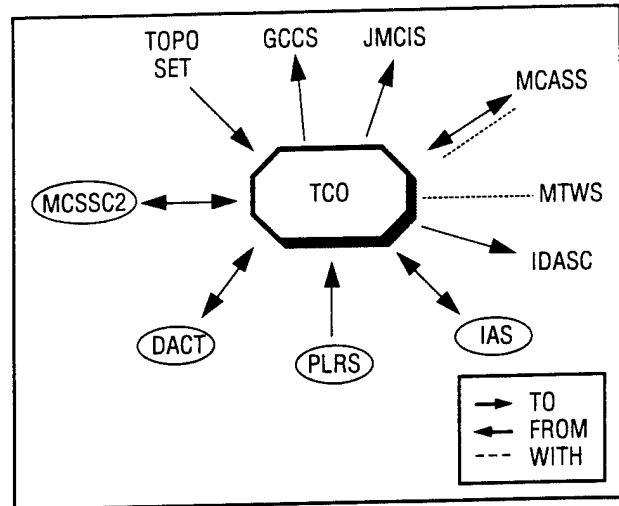 TOPO
SET
GCCS
JMCIS
MCASS
MCSSC2
TCO
MTWS
IDASC
DACT
PLRS
IAS
TO
FROM
WITH